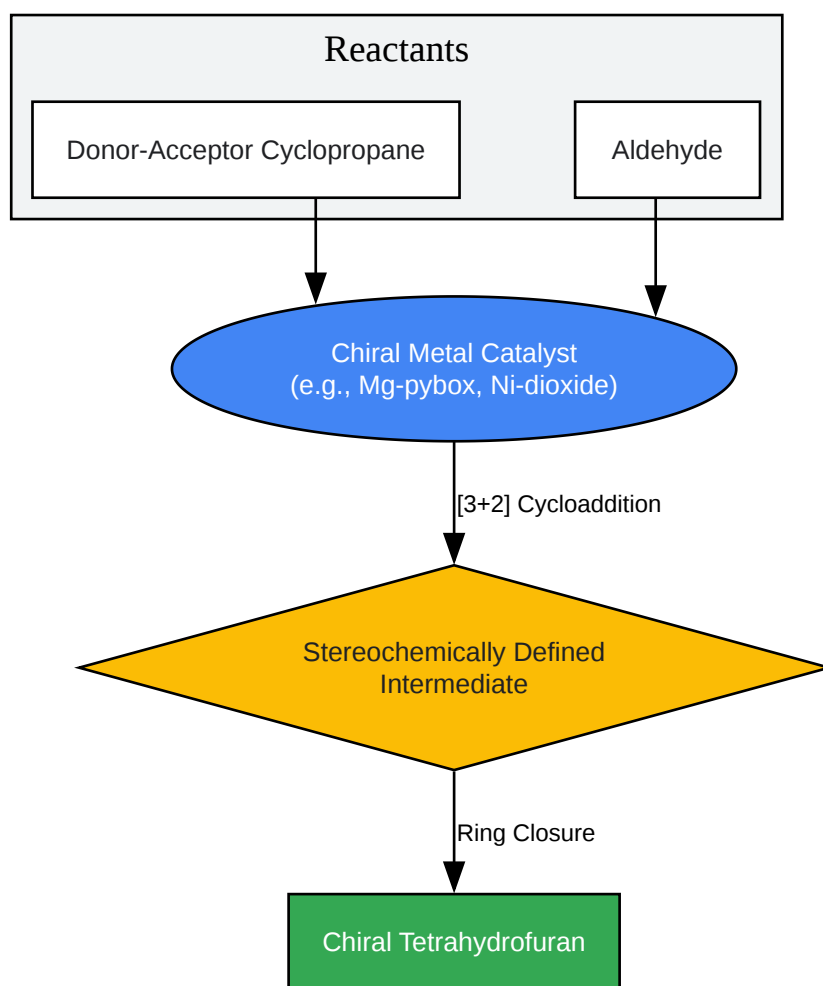 Reactants
Donor-Acceptor Cyclopropane
Aldehyde
Chiral Metal Catalyst
(e.g., Mg-pybox, Ni-dioxide)
[3+2] Cycloaddition
Stereochemically Defined
Intermediate
Ring Closure
Chiral Tetrahydrofuran